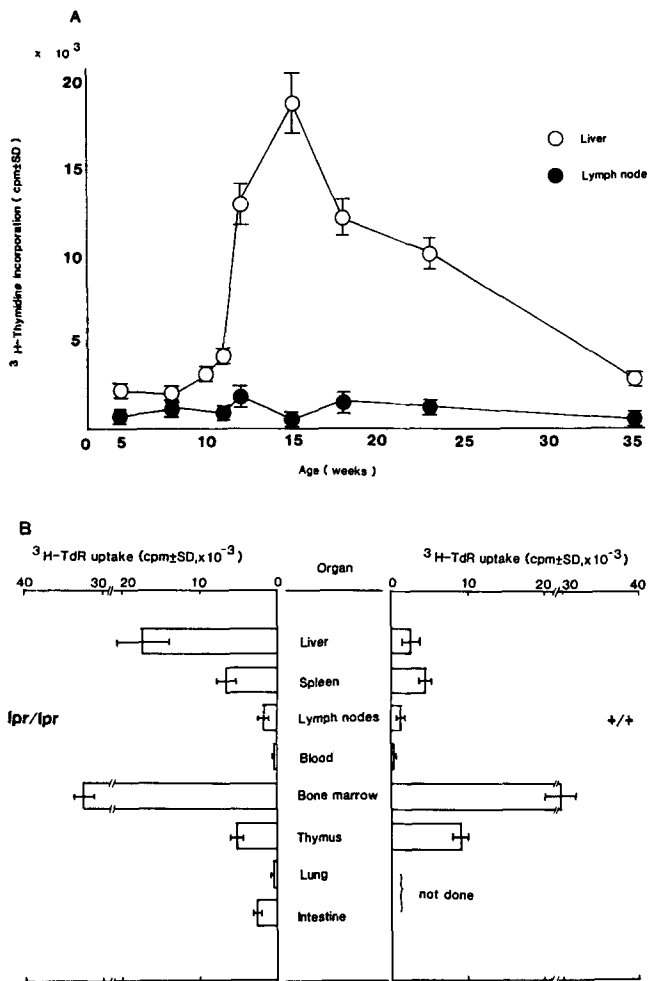 A
× 10³
20
15
10
5
³H-Thymidine incorporation (cpm±SD)
○ Liver
● Lymph node
0 5 10 15 20 25 30 35
Age (weeks)
B
³H-TdR uptake (cpm±SD,x10⁻³)
Organ
³H-TdR uptake (cpm±SD,x10⁻³)
40 30 20 10 0
0 10 20 30 40
Liver
Spleen
lpr/lpr
Lymph nodes
+/+
Blood
Bone marrow
Thymus
Lung
not done
Intestine